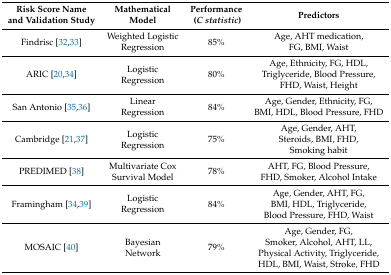 Risk Score Name and Validation Study | Mathematical Model | Performance (C statistic) | Predictors
Findrisc [32,33] | Weighted Logistic Regression | 85% | Age, AHT medication, FG, BMI, Waist
ARIC [20,34] | Logistic Regression | 80% | Age, Ethnicity, FG, HDL, Triglyceride, Blood Pressure, FHD, Waist, Height
San Antonio [35,36] | Linear Regression | 84% | Age, Gender, Ethnicity, FG, BMI, HDL, Blood Pressure, FHD
Cambridge [21,37] | Logistic Regression | 75% | Age, Gender, AHT, Steroids, BMI, FHD, Smoking habit
PREDIMED [38] | Multivariate Cox Survival Model | 78% | AHT, FG, Blood Pressure, FHD, Smoker, Alcohol Intake
Framingham [34,39] | Logistic Regression | 84% | Age, Gender, AHT, FG, BMI, HDL, Triglyceride, Blood Pressure, FHD, Waist
MOSAIC [40] | Bayesian Network | 79% | Age, Gender, FG, Smoker, Alcohol, AHT, LL, Physical Activity, Triglyceride, HDL, BMI, Waist, Stroke, FHD